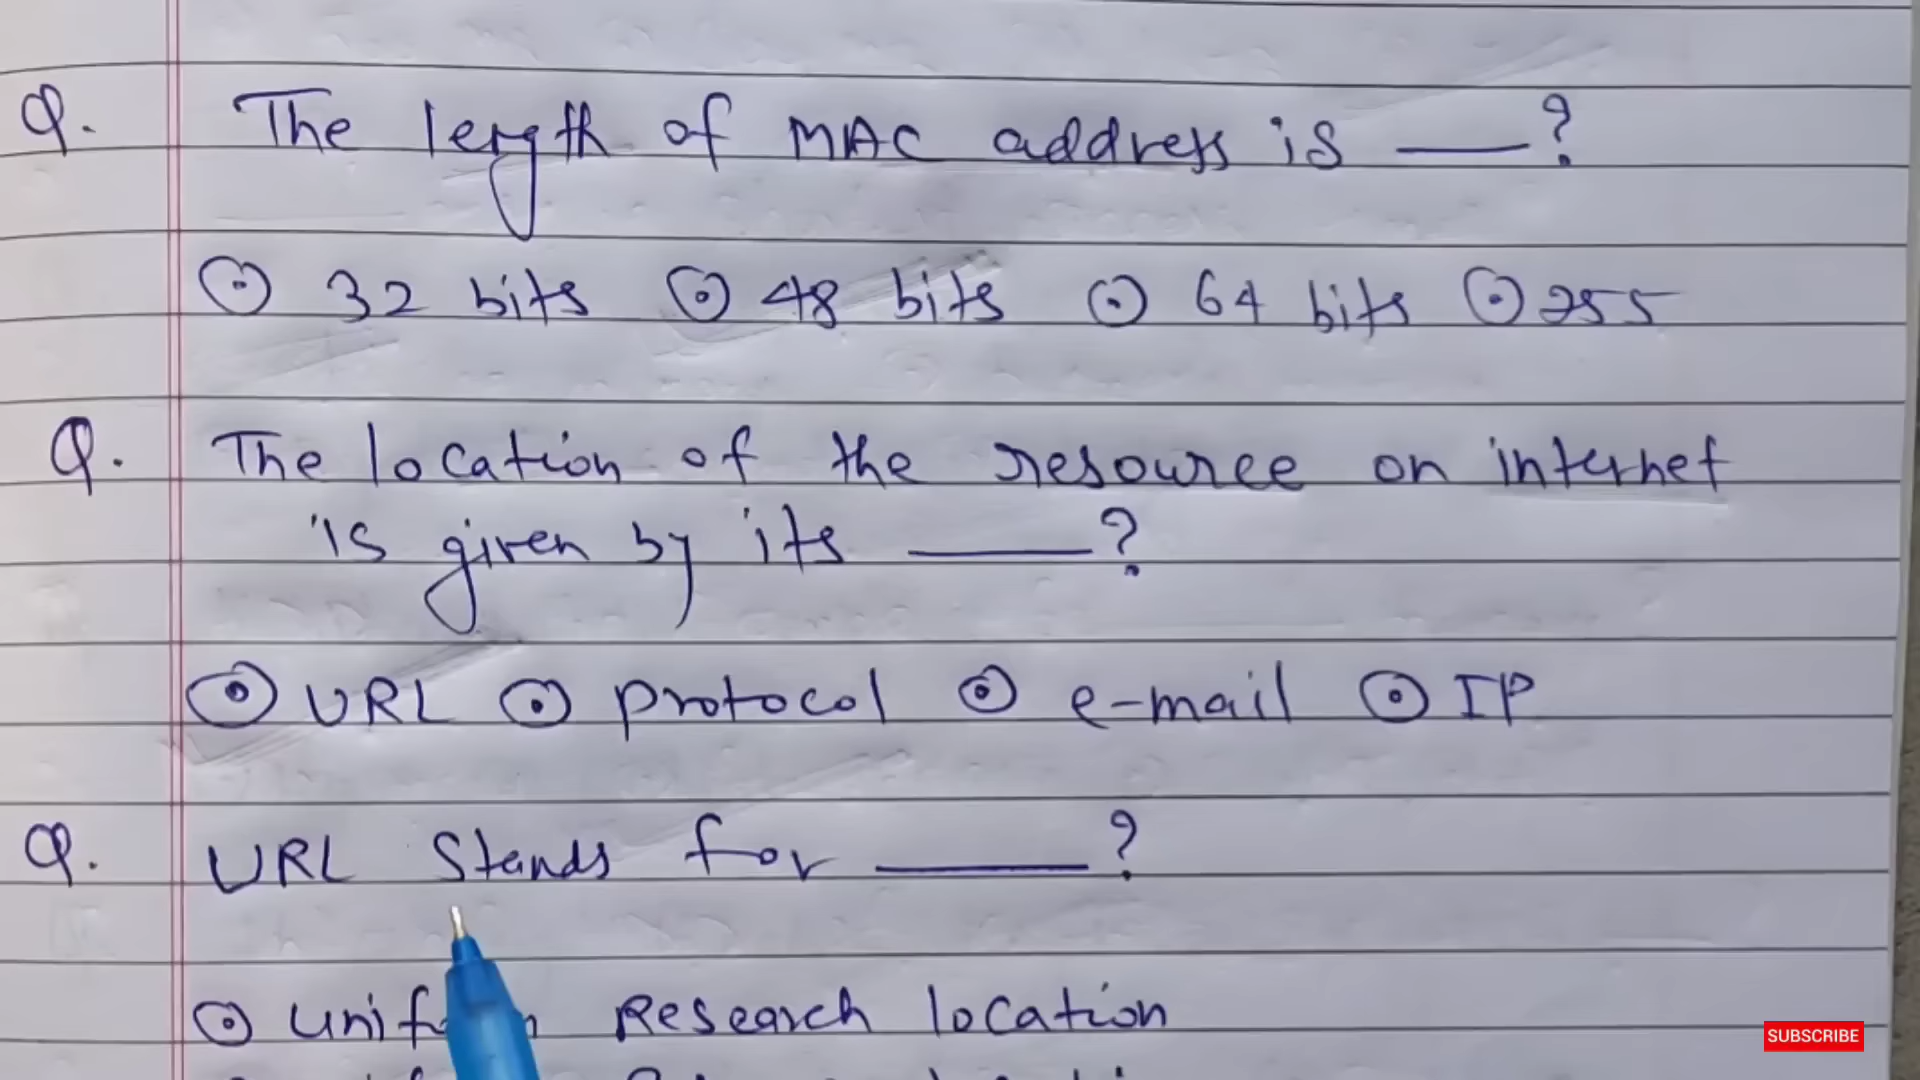 Q. The length of MAC address is ___?
⊙ 32 bits ⊙ 48 bits ⊙ 64 bits ⊙ 255
Q. The location of the resource on internet
is given by its ___?
⊙ URL ⊙ protocol ⊙ e-mail ⊙ IP
Q. URL Stands for ___?
⊙ Research location
SUBSCRIBE